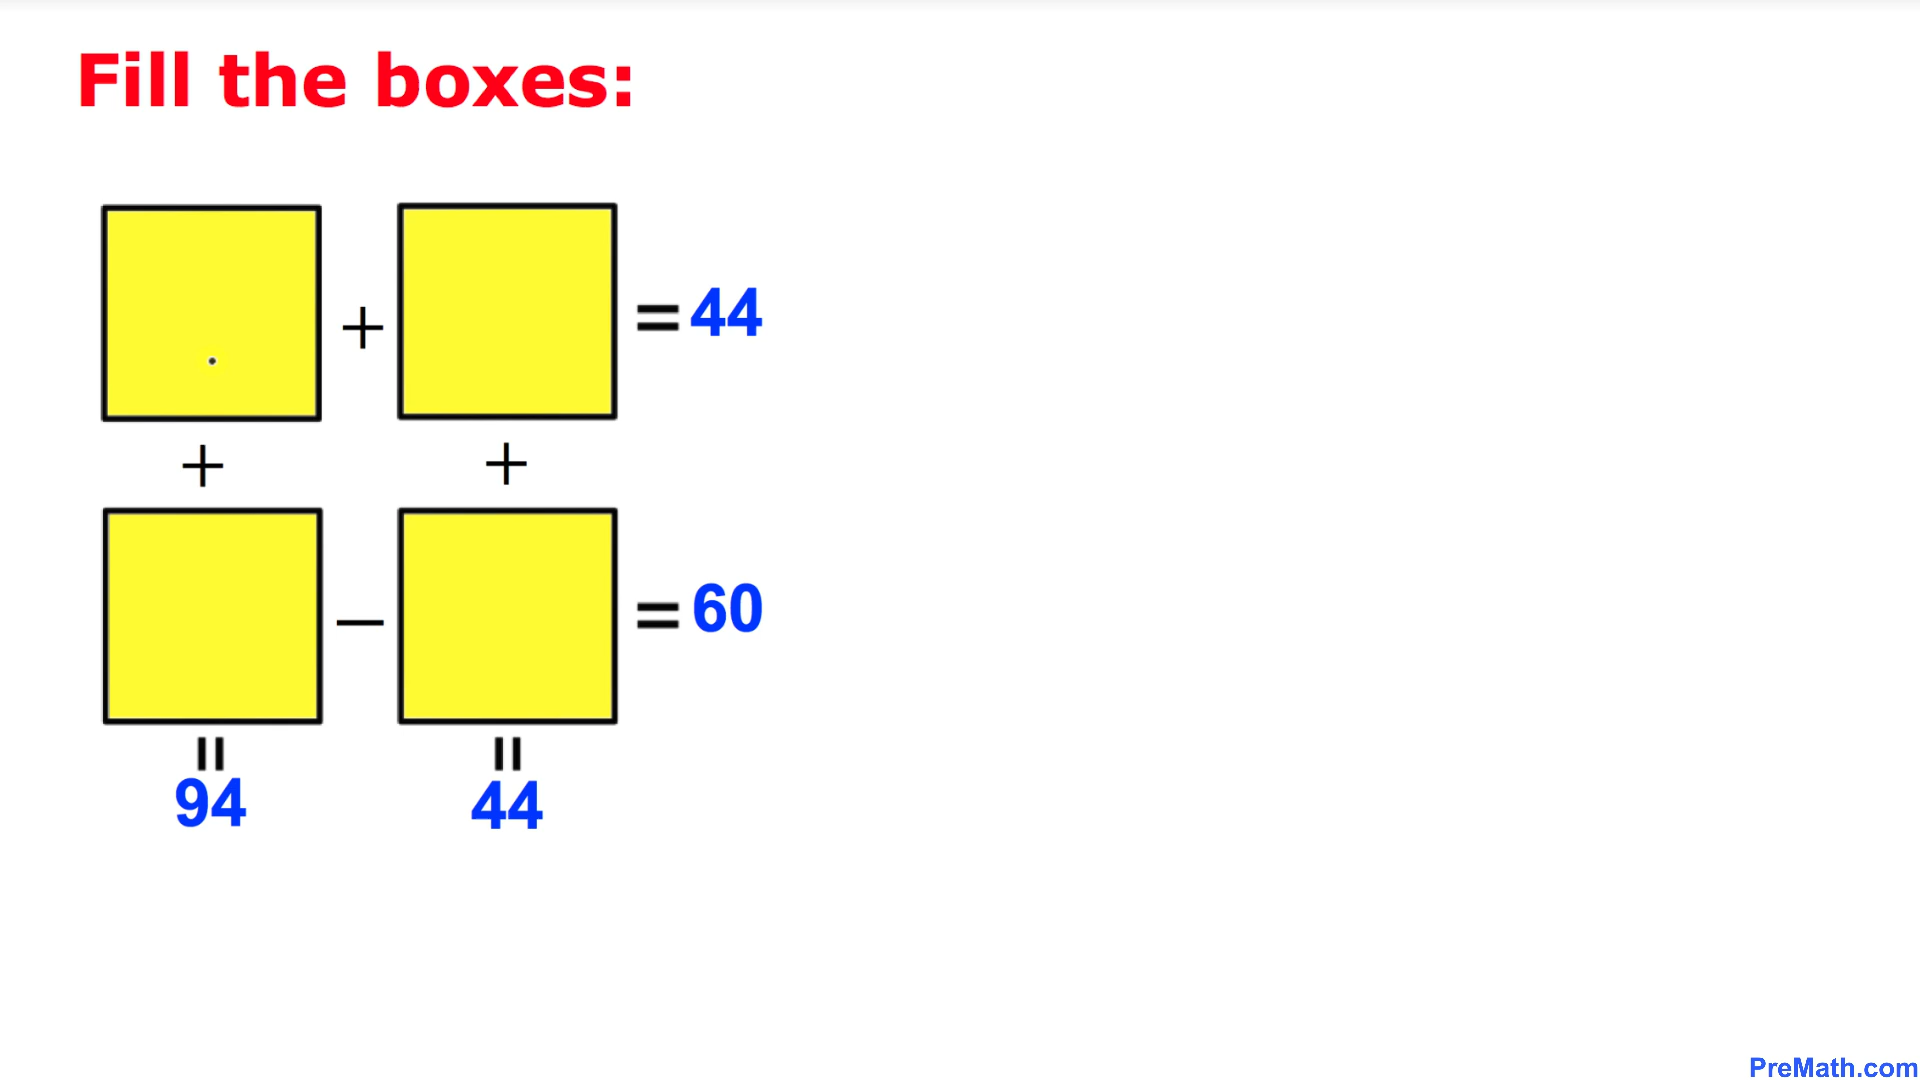 Fill the boxes:
+ = 44
+ +
− = 60
= =
94 44
PreMath.com